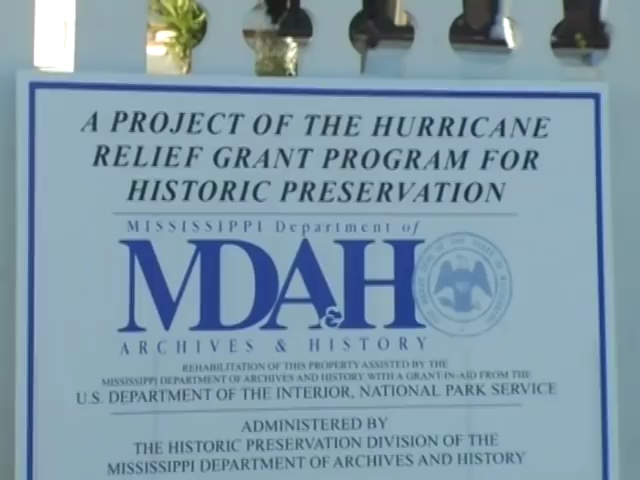 A PROJECT OF THE HURRICANE
RELIEF GRANT PROGRAM FOR
HISTORIC PRESERVATION
MISSISSIPPI Department of
MDA&H
ARCHIVES & HISTORY
REHABILITATION OF THIS PROPERTY ASSISTED BY THE
MISSISSIPPI DEPARTMENT OF ARCHIVES AND HISTORY WITH A GRANT-IN-AID FROM THE
U.S. DEPARTMENT OF THE INTERIOR, NATIONAL PARK SERVICE
ADMINISTERED BY
THE HISTORIC PRESERVATION DIVISION OF THE
MISSISSIPPI DEPARTMENT OF ARCHIVES AND HISTORY